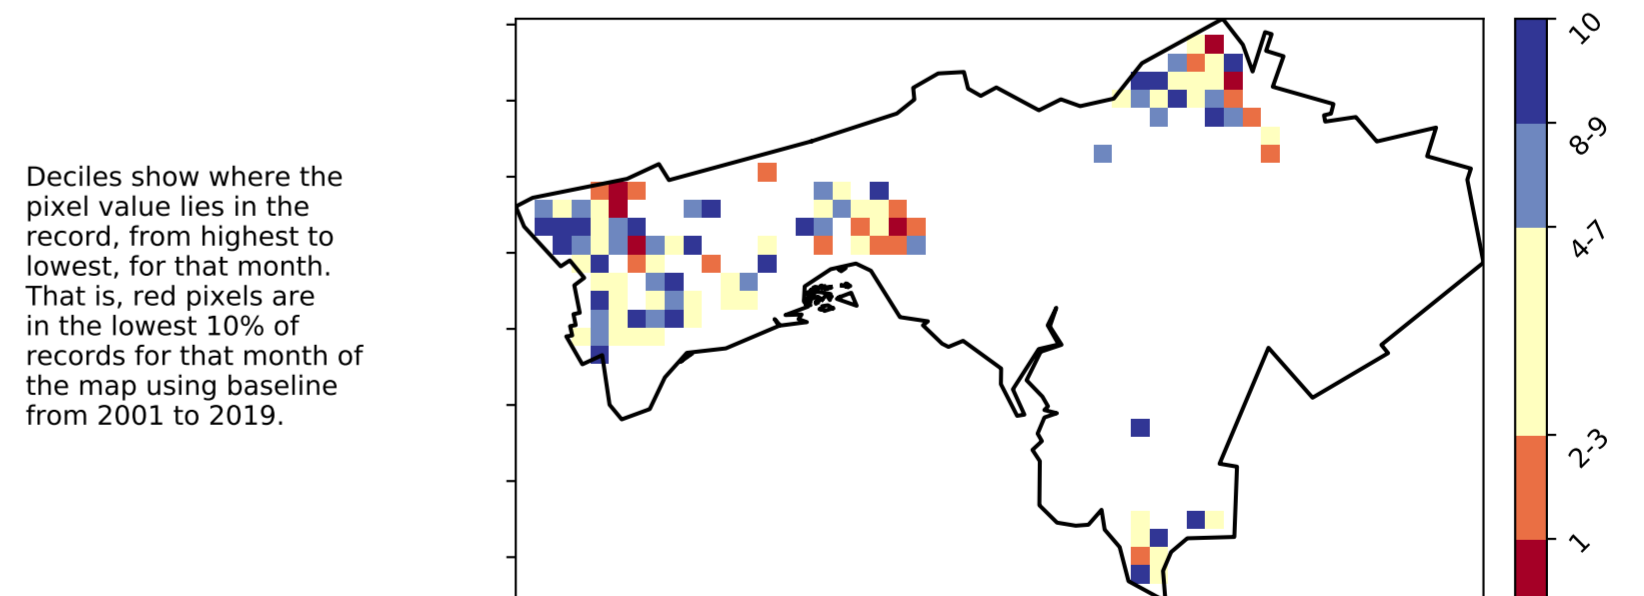 Deciles show where the
pixel value lies in the
record, from highest to
lowest, for that month.
That is, red pixels are
in the lowest 10% of
records for that month of
the map using baseline
from 2001 to 2019.
10
8-9
4-7
2-3
1